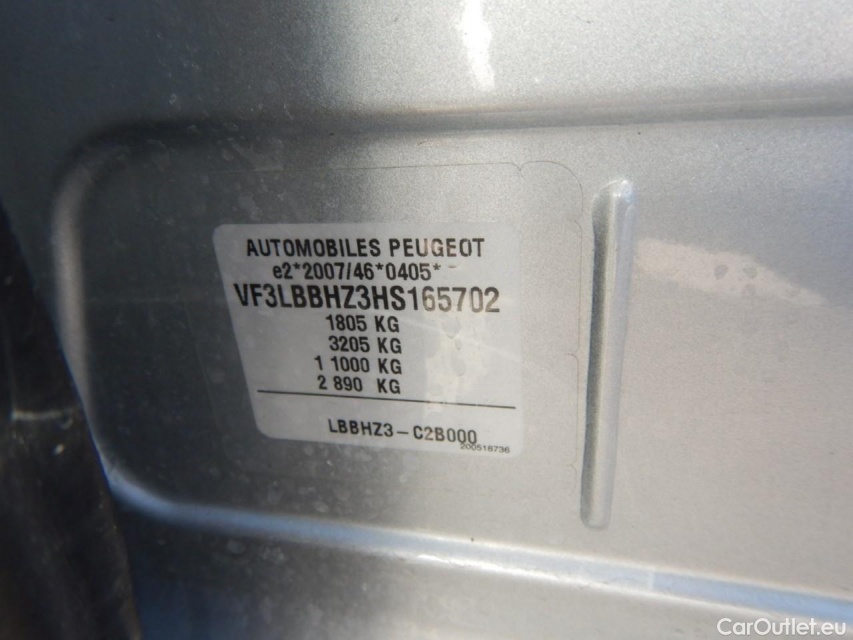 AUTOMOBILES PEUGEOT
e2*2007/46*0405*
VF3LBBHZ3HS165702
1805 KG
3205 KG
1 1000 KG
2 890 KG
LBBHZ3-C2B000
200518736
CarOutlet.eu